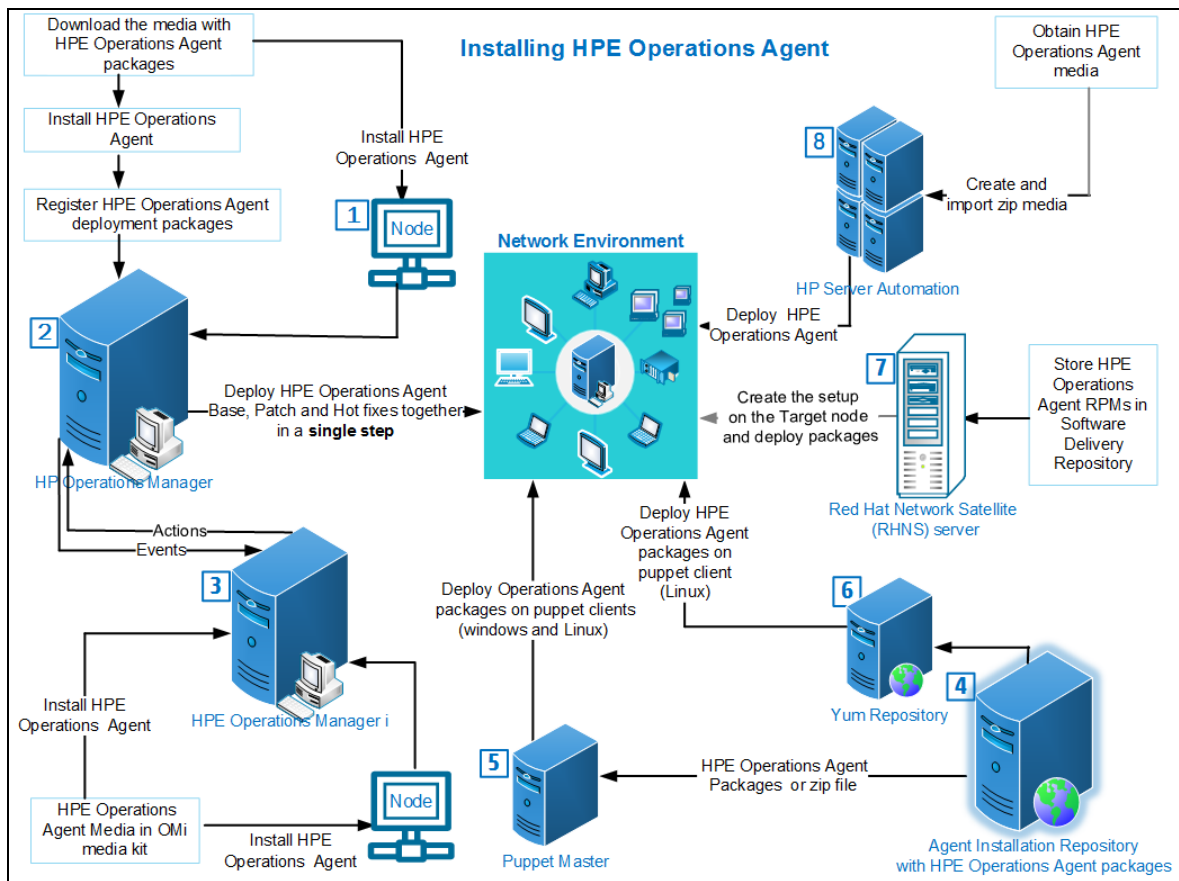 Installing HPE Operations Agent
Download the media with
HPE Operations Agent
packages
Install HPE Operations
Agent
Register HPE Operations Agent
deployment packages
Install HPE
Operations Agent
1
Node
2
HP Operations Manager
Deploy HPE Operations Agent
Base, Patch and Hot fixes together
in a single step
Network Environment
Obtain HPE
Operations Agent
media
8
Create and
import zip media
HP Server Automation
Deploy HPE
Operations Agent
7
Create the setup
on the Target node
and deploy packages
Store HPE
Operations
Agent RPMs in
Software
Delivery
Repository
Red Hat Network Satellite
(RHNS) server
Actions
Events
3
HPE Operations Manager i
Install HPE
Operations Agent
HPE Operations
Agent Media in OMi
media kit
Install HPE
Operations Agent
Node
Deploy Operations Agent
packages on puppet clients
(windows and Linux)
Deploy HPE
Operations Agent
packages on
puppet client
(Linux)
6
Yum Repository
4
5
Puppet Master
HPE Operations Agent
Packages or zip file
Agent Installation Repository
with HPE Operations Agent packages